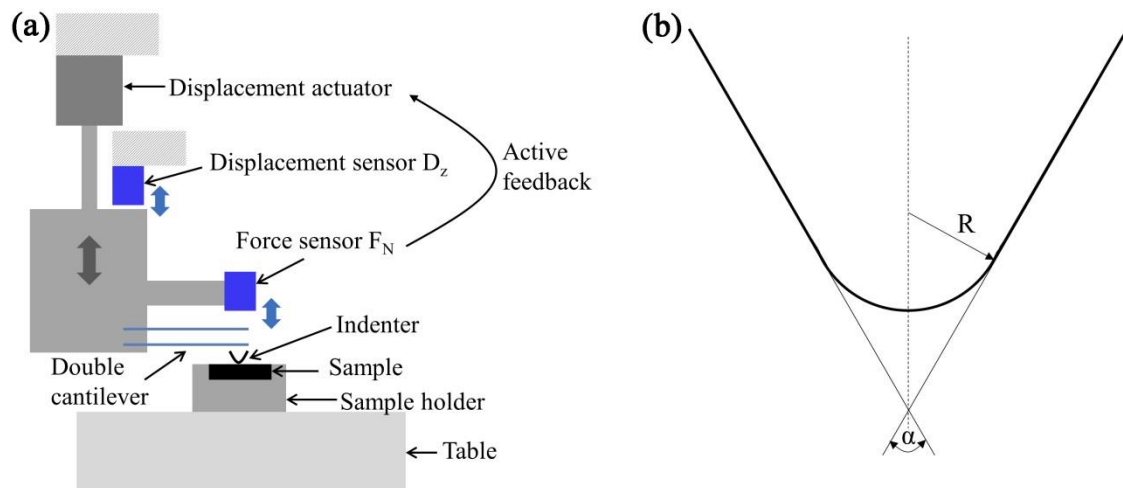 (a)
Displacement actuator
Displacement sensor Dz
Active
feedback
Force sensor FN
Indenter
Double
cantilever
Sample
Sample holder
Table
(b)
R
α